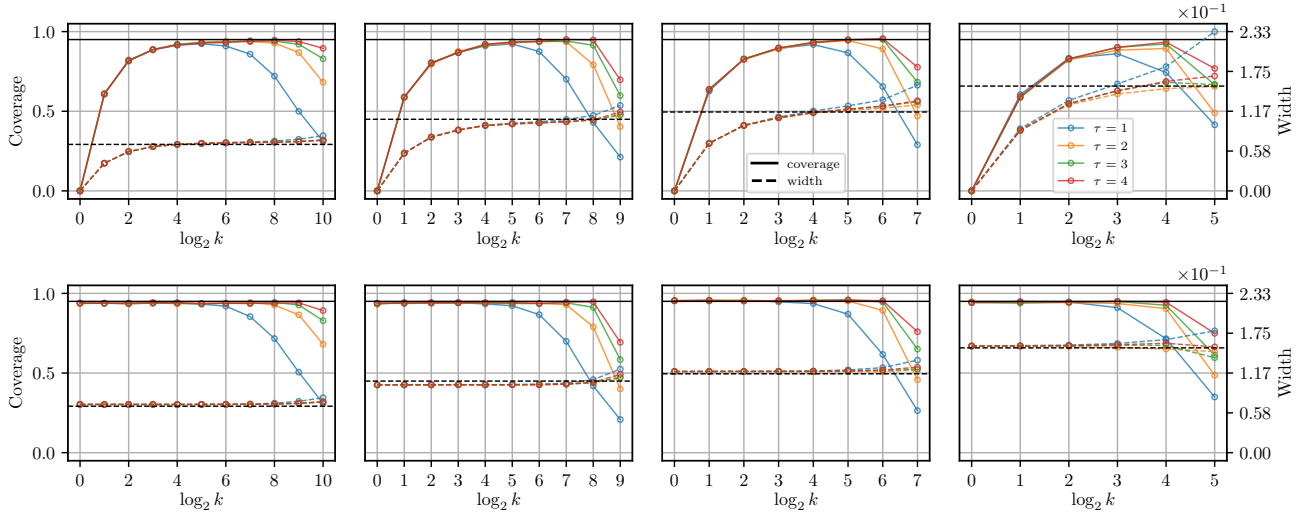 ×10⁻¹
1.0
0.5
0.0
Coverage
0 2 4 6 8 10
log₂ k
0 1 2 3 4 5 6 7 8 9
log₂ k
coverage
width
0 1 2 3 4 5 6 7
log₂ k
τ = 1
τ = 2
τ = 3
τ = 4
0 1 2 3 4 5
log₂ k
2.33
1.75
1.17
0.58
0.00
Width
×10⁻¹
1.0
0.5
0.0
Coverage
0 2 4 6 8 10
log₂ k
0 1 2 3 4 5 6 7 8 9
log₂ k
0 1 2 3 4 5 6 7
log₂ k
0 1 2 3 4 5
log₂ k
2.33
1.75
1.17
0.58
0.00
Width